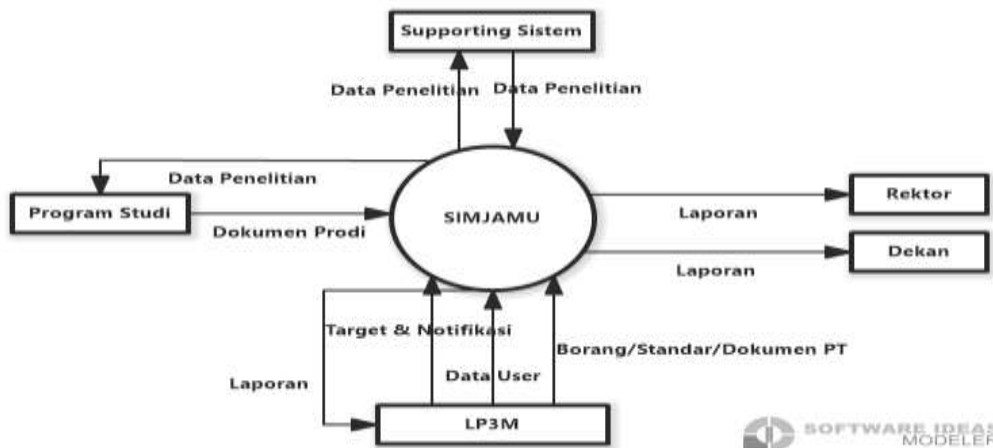 Supporting Sistem
Data Penelitian
Data Penelitian
Data Penelitian
Program Studi
SIMJAMU
Rektor
Laporan
Dokumen Prodi
Dekan
Laporan
Target & Notifikasi
Borang/Standar/Dokumen PT
Laporan
Data User
LP3M
SOFTWARE IDEAS
MODELER